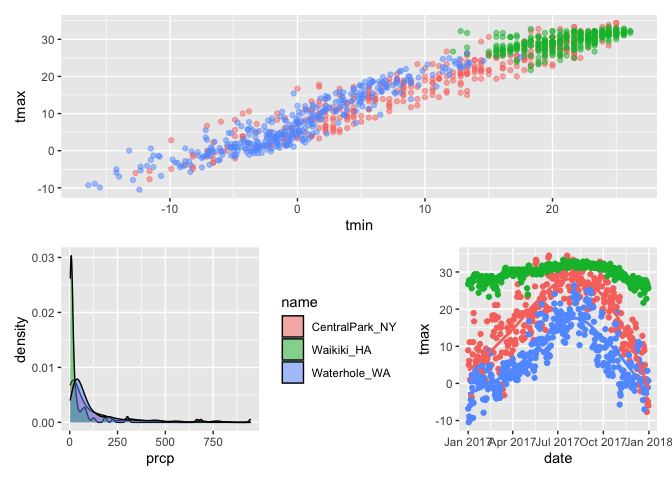 30
20
10
0
-10
tmax
-10
0
10
20
tmin
0.03
0.02
0.01
0.00
density
0
250
500
750
prcp
name
CentralPark_NY
Waikiki_HA
Waterhole_WA
30
20
10
0
-10
tmax
Jan 2017 Apr 2017 Jul 2017 Oct 2017 Jan 2018
date